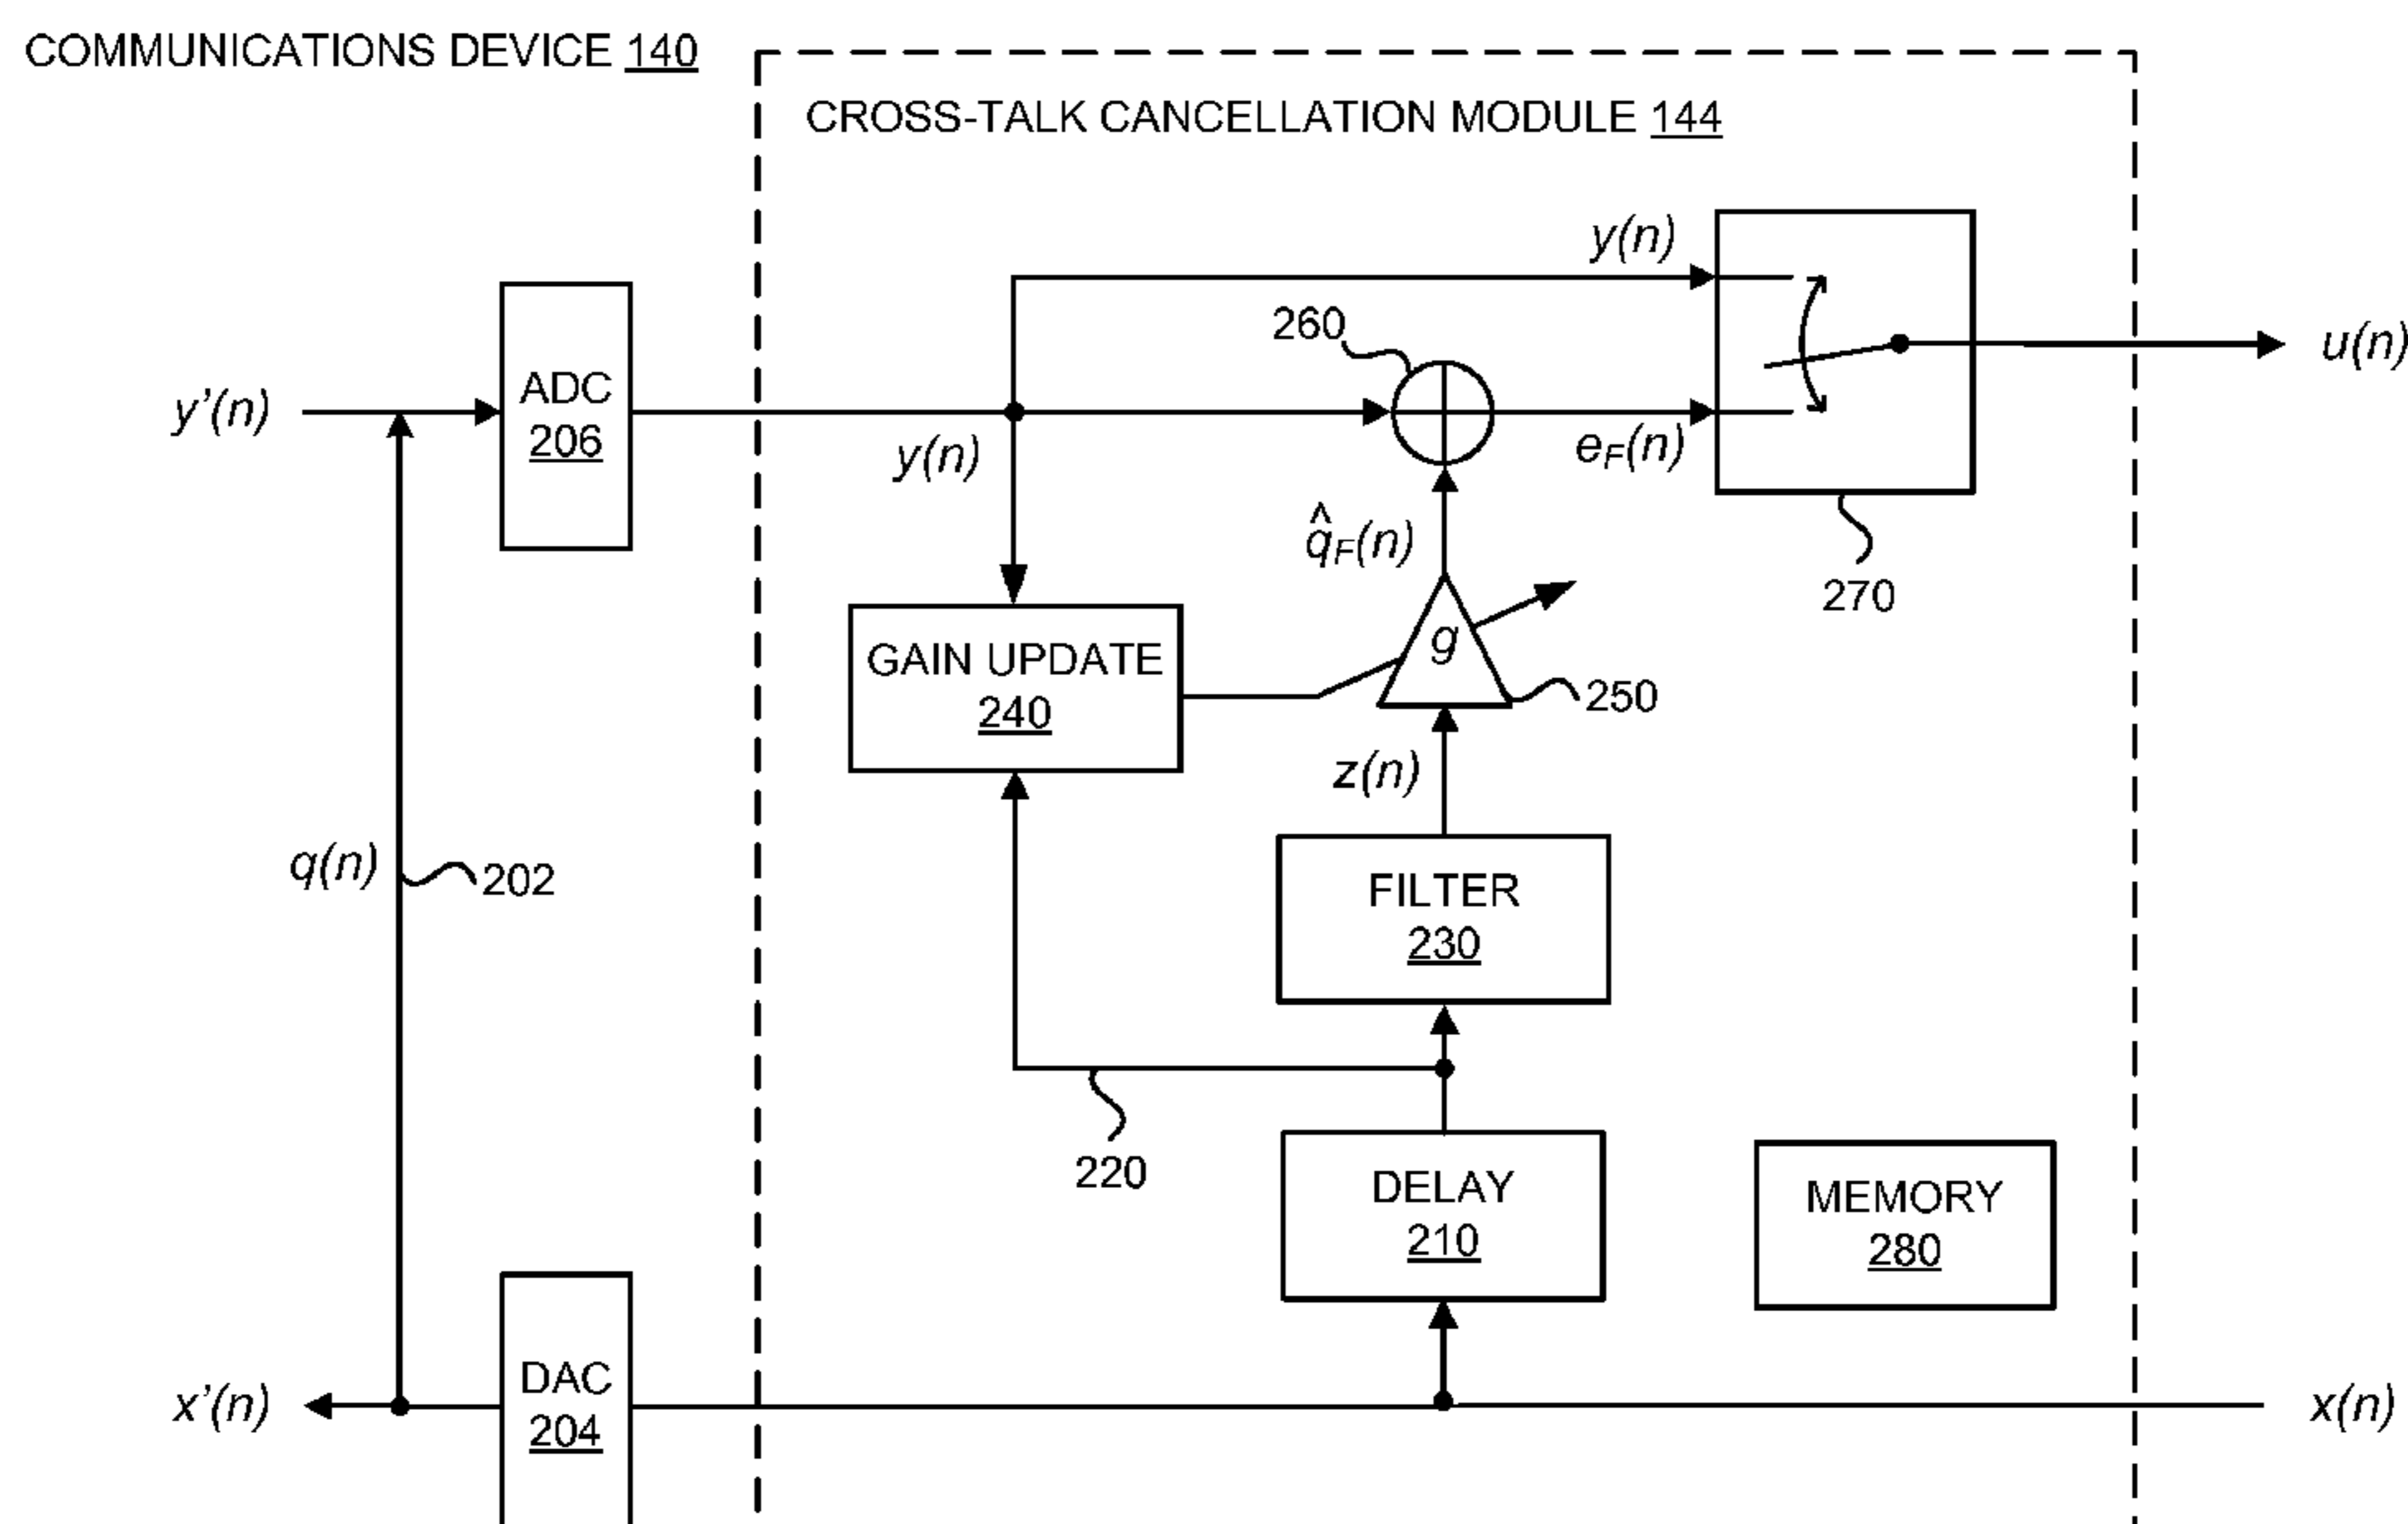 COMMUNICATIONS DEVICE 140
CROSS-TALK CANCELLATION MODULE 144
y(n)
260
u(n)
ADC
206
y'(n)
y(n)
eF(n)
q̂F(n)
270
GAIN UPDATE
240
g
250
z(n)
q(n)
202
FILTER
230
220
DELAY
210
MEMORY
280
DAC
204
x'(n)
x(n)